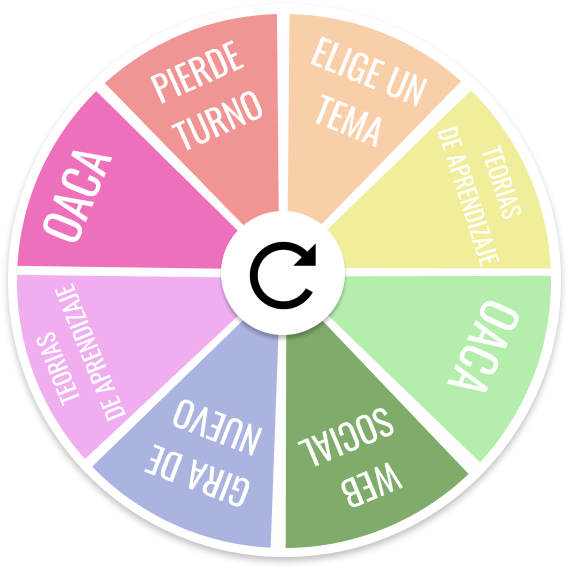 ELIGE UN
TEMA
TEORIAS
DE APRENDIZAJE
OACA
WEB
SOCIAL
GIRA DE
NUEVO
TEORIAS
DE APRENDIZAJE
OACA
PIERDE
TURNO